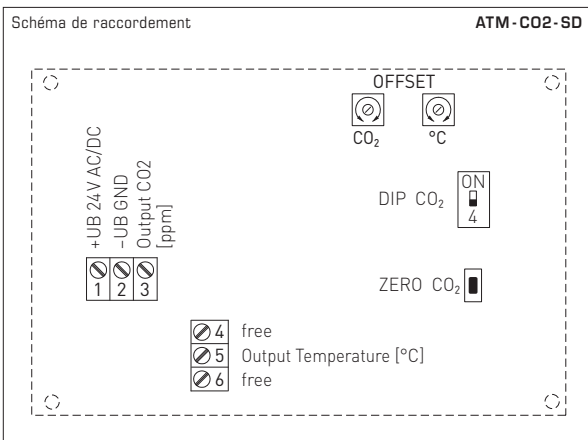 Schéma de raccordement
ATM-CO2-SD
OFFSET
CO₂
°C
+UB 24V AC/DC
-UB GND
Output CO2
[ppm]
1
2
3
DIP CO₂
ON
4
ZERO CO₂
4 free
5 Output Temperature [°C]
6 free